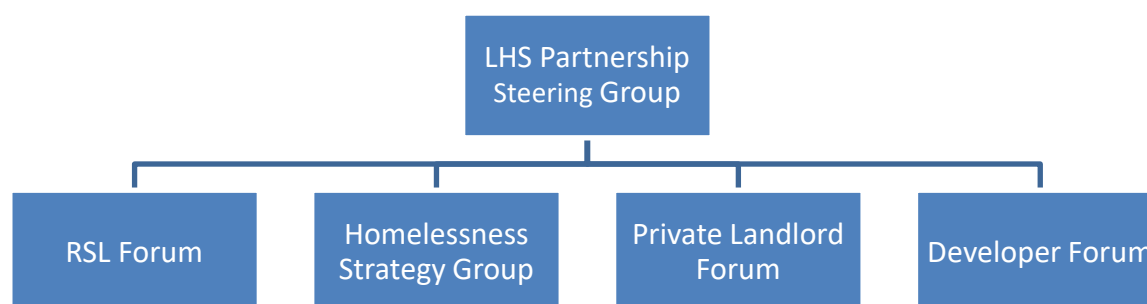 LHS Partnership
Steering Group
RSL Forum
Homelessness
Strategy Group
Private Landlord
Forum
Developer Forum